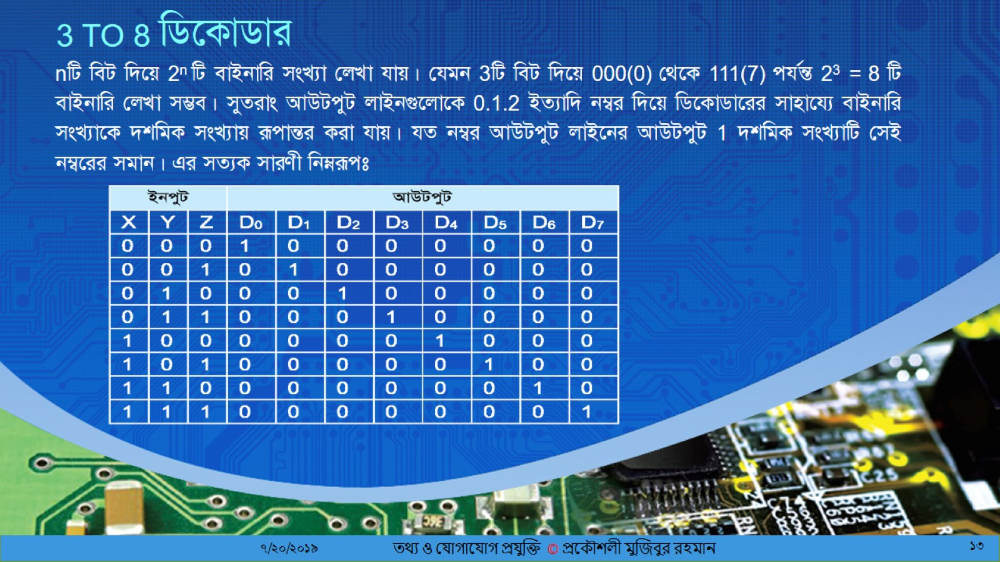 3 TO 8 ডিকোডার
nটি বিট দিয়ে 2ⁿ টি বাইনারি সংখ্যা লেখা যায়। যেমন 3টি বিট দিয়ে 000(0) থেকে 111(7) পর্যন্ত 2³ = 8 টি
বাইনারি লেখা সম্ভব। সুতরাং আউটপুট লাইনগুলোকে 0.1.2 ইত্যাদি নম্বর দিয়ে ডিকোডারের সাহায্যে বাইনারি
সংখ্যাকে দশমিক সংখ্যায় রূপান্তর করা যায়। যত নম্বর আউটপুট লাইনের আউটপুট 1 দশমিক সংখ্যাটি সেই
নম্বরের সমান। এর সত্যক সারণী নিম্নরূপঃ
ইনপুট আউটপুট
X Y Z D₀ D₁ D₂ D₃ D₄ D₅ D₆ D₇
0 0 0 1 0 0 0 0 0 0 0
0 0 1 0 1 0 0 0 0 0 0
0 1 0 0 0 1 0 0 0 0 0
0 1 1 0 0 0 1 0 0 0 0
1 0 0 0 0 0 0 1 0 0 0
1 0 1 0 0 0 0 0 1 0 0
1 1 0 0 0 0 0 0 0 1 0
1 1 1 0 0 0 0 0 0 0 1
C25
৭/২০/২০১৯ তথ্য ও যোগাযোগ প্রযুক্তি © প্রকৌশলী মুজিবুর রহমান ১৩